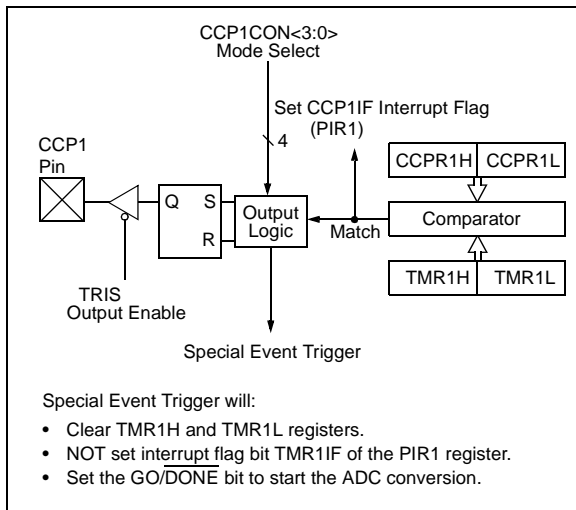 CCP1CON<3:0>
Mode Select
Set CCP1IF Interrupt Flag
(PIR1)
4
CCP1
Pin
CCPR1H CCPR1L
Q S
R
Output
Logic
Match
Comparator
TRIS
Output Enable
TMR1H TMR1L
Special Event Trigger
Special Event Trigger will:
• Clear TMR1H and TMR1L registers.
• NOT set interrupt flag bit TMR1IF of the PIR1 register.
• Set the GO/DONE bit to start the ADC conversion.